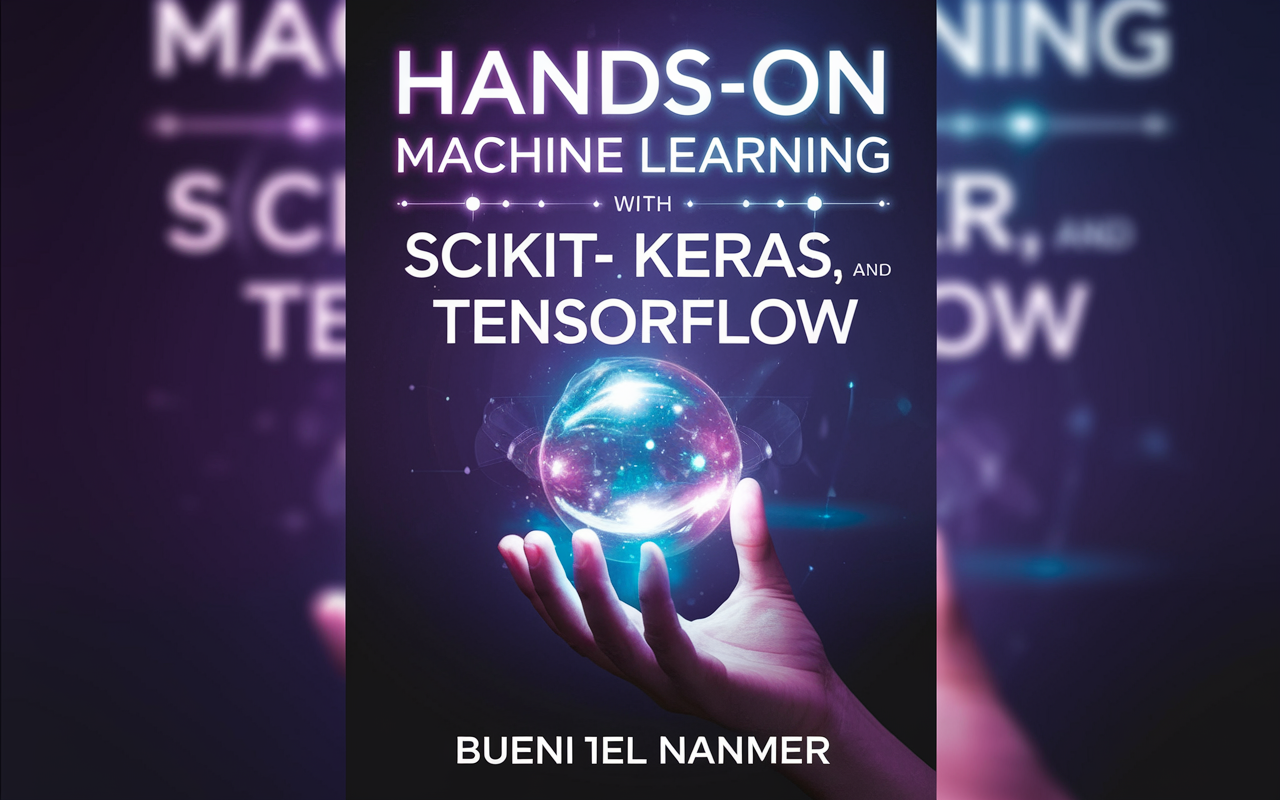 HANDS-ON
MACHINE LEARNING
WITH
SCIKIT- KERAS, AND
TENSORFLOW
BUENI 1EL NANMER